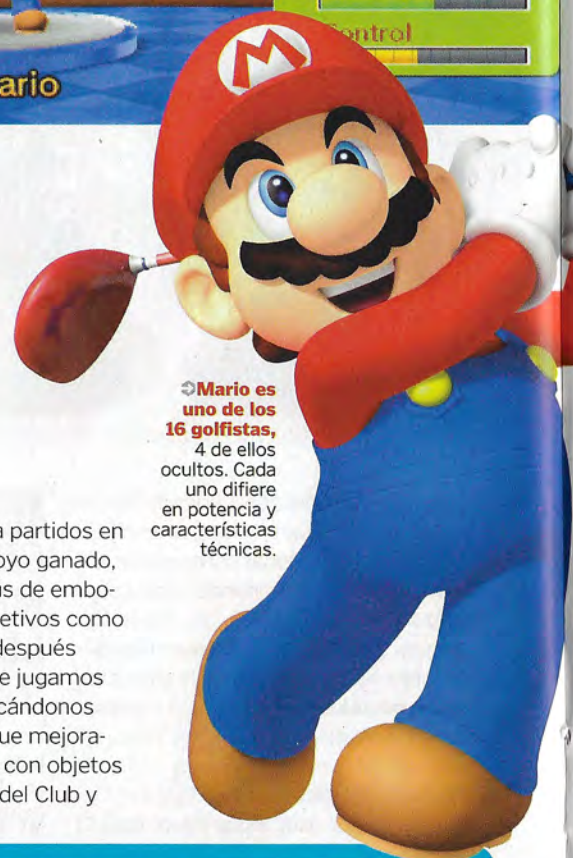 ontrol
ario
M
Mario es
uno de los
16 golfistas,
4 de ellos
ocultos. Cada
uno difiere
en potencia y
características
técnicas.
a partidos en
oyo ganado,
us de embo-
etivos como
después
e jugamos
cándonos
ue mejora-
con objetos
del Club y